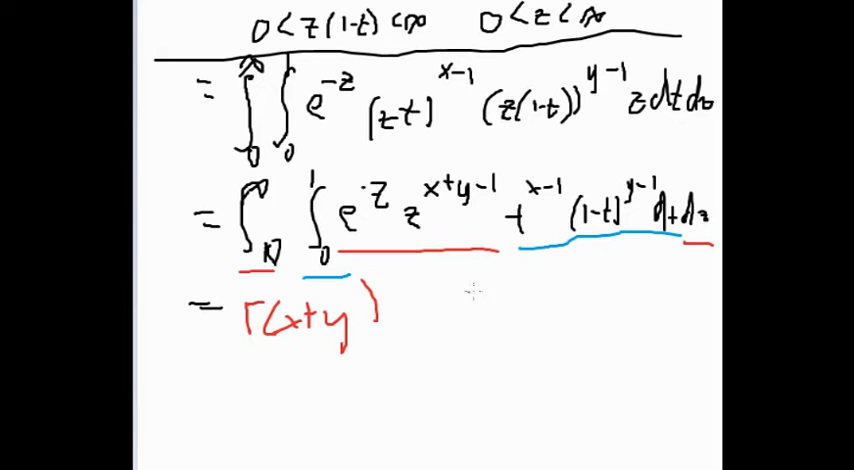 0 < z(1-t) < ∞ 0 < z < ∞
= ∫₀^∞ ∫₀^1 e^{-z} (zt)^{x-1} (z(1-t))^{y-1} z dt dz
= ∫₀^∞ ∫₀^1 e^{-z} z^{x+y-1} t^{x-1} (1-t)^{y-1} dt dz
= Γ(x+y)